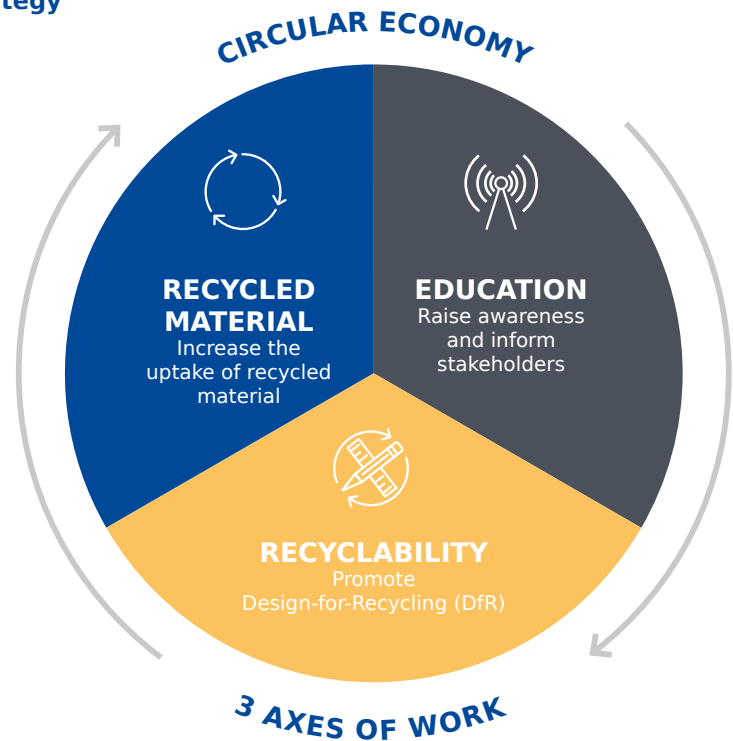 CIRCULAR ECONOMY
RECYCLED
MATERIAL
Increase the
uptake of recycled
material
EDUCATION
Raise awareness
and inform
stakeholders
RECYCLABILITY
Promote
Design-for-Recycling (DfR)
3 AXES OF WORK